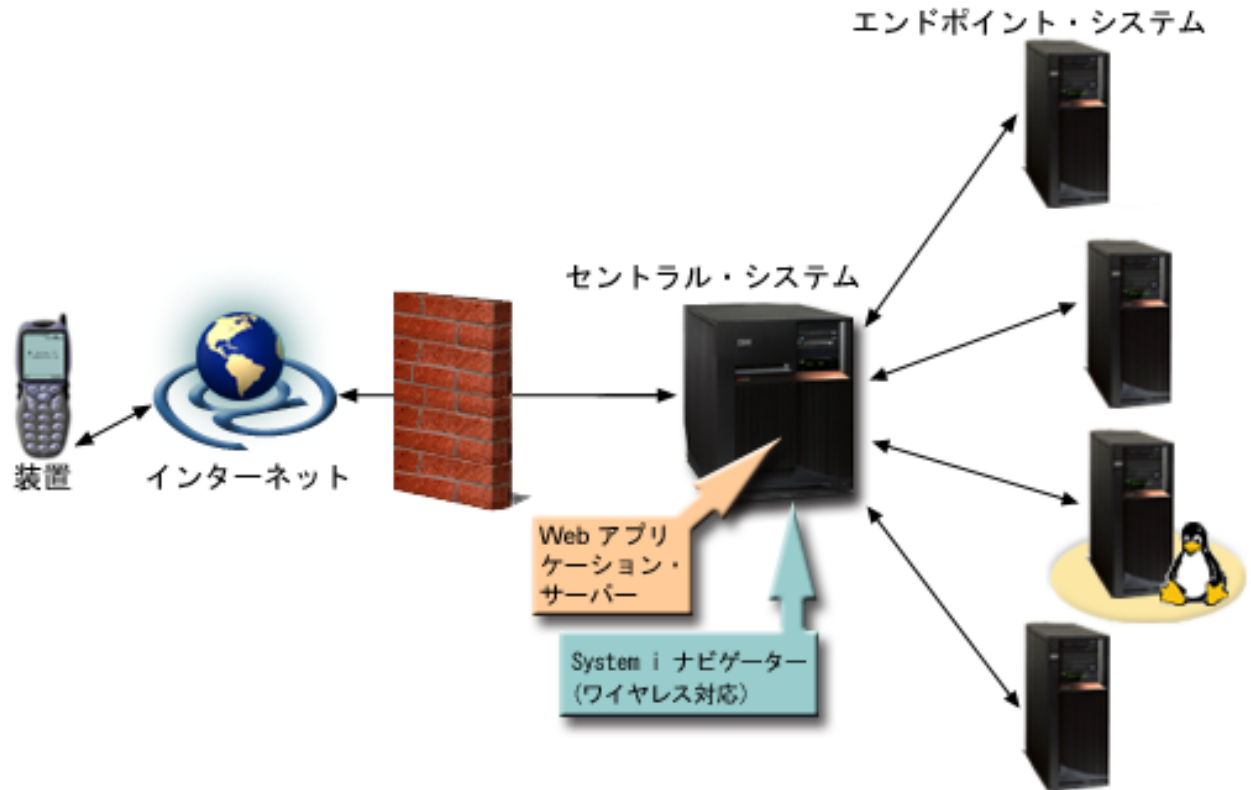 エンドポイント・システム
セントラル・システム
装置
インターネット
Web アプリ
ケーション・
サーバー
System i ナビゲーター
(ワイヤレス対応)